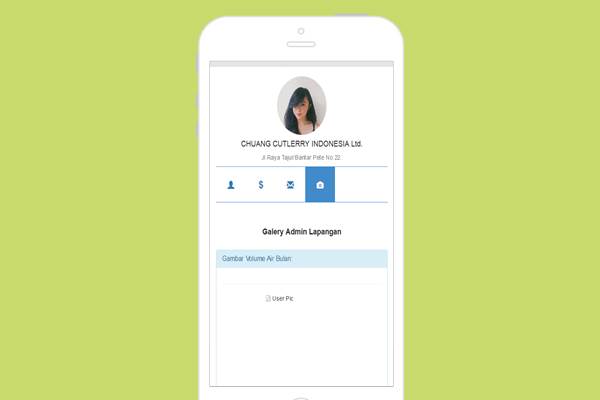 CHUANG CUTLERRY INDONESIA Ltd.
Jl Raya Tajur/Bantar Pete No 22
$
Galery Admin Lapangan
Gambar Volume Air Bulan:
User Pic